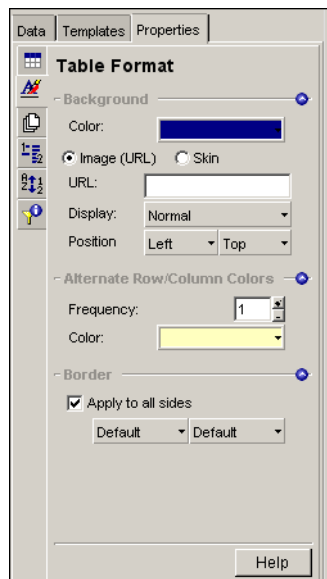 Data Templates Properties
Table Format
Background
Color:
Image (URL) Skin
URL:
Display: Normal
Position Left Top
Alternate Row/Column Colors
Frequency: 1
Color:
Border
Apply to all sides
Default Default
Help